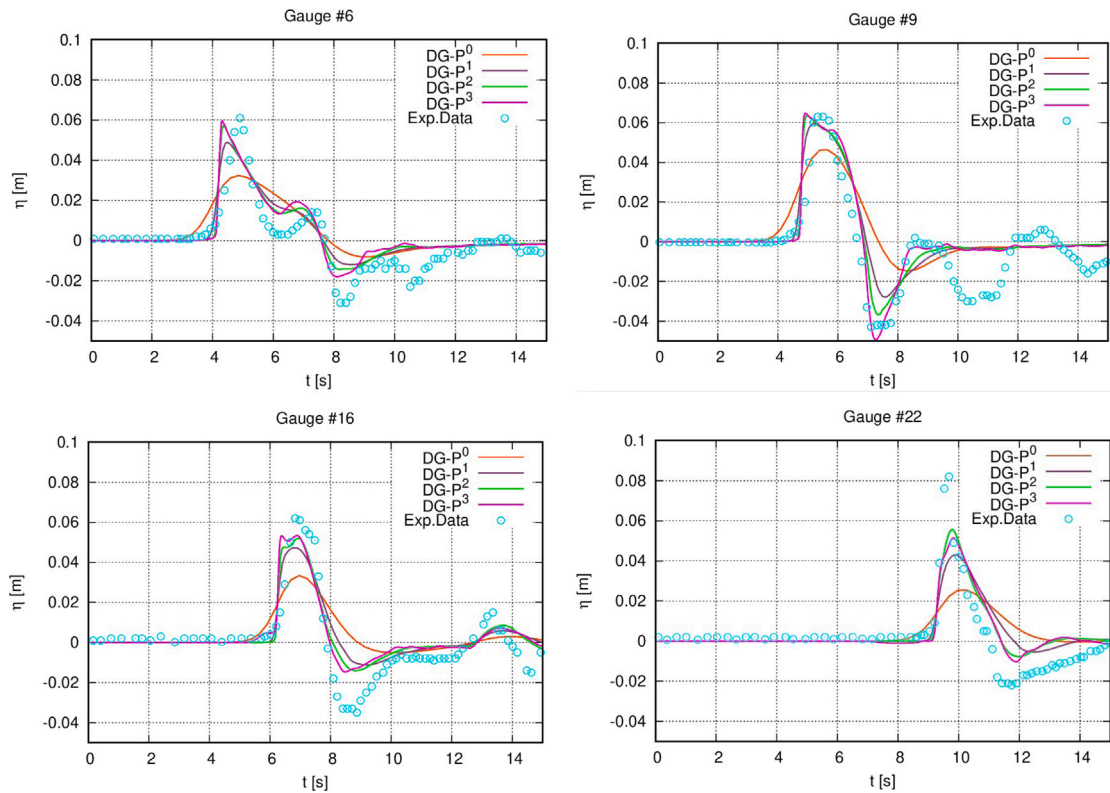 Gauge #6
0.1
0.08
0.06
0.04
0.02
0
-0.02
-0.04
η [m]
0 2 4 6 8 10 12 14
t [s]
DG-P⁰
DG-P¹
DG-P²
DG-P³
Exp.Data
Gauge #9
0.1
0.08
0.06
0.04
0.02
0
-0.02
-0.04
η [m]
0 2 4 6 8 10 12 14
t [s]
DG-P⁰
DG-P¹
DG-P²
DG-P³
Exp.Data
Gauge #16
0.1
0.08
0.06
0.04
0.02
0
-0.02
-0.04
η [m]
0 2 4 6 8 10 12 14
t [s]
DG-P⁰
DG-P¹
DG-P²
DG-P³
Exp.Data
Gauge #22
0.1
0.08
0.06
0.04
0.02
0
-0.02
-0.04
η [m]
0 2 4 6 8 10 12 14
t [s]
DG-P⁰
DG-P¹
DG-P²
DG-P³
Exp.Data